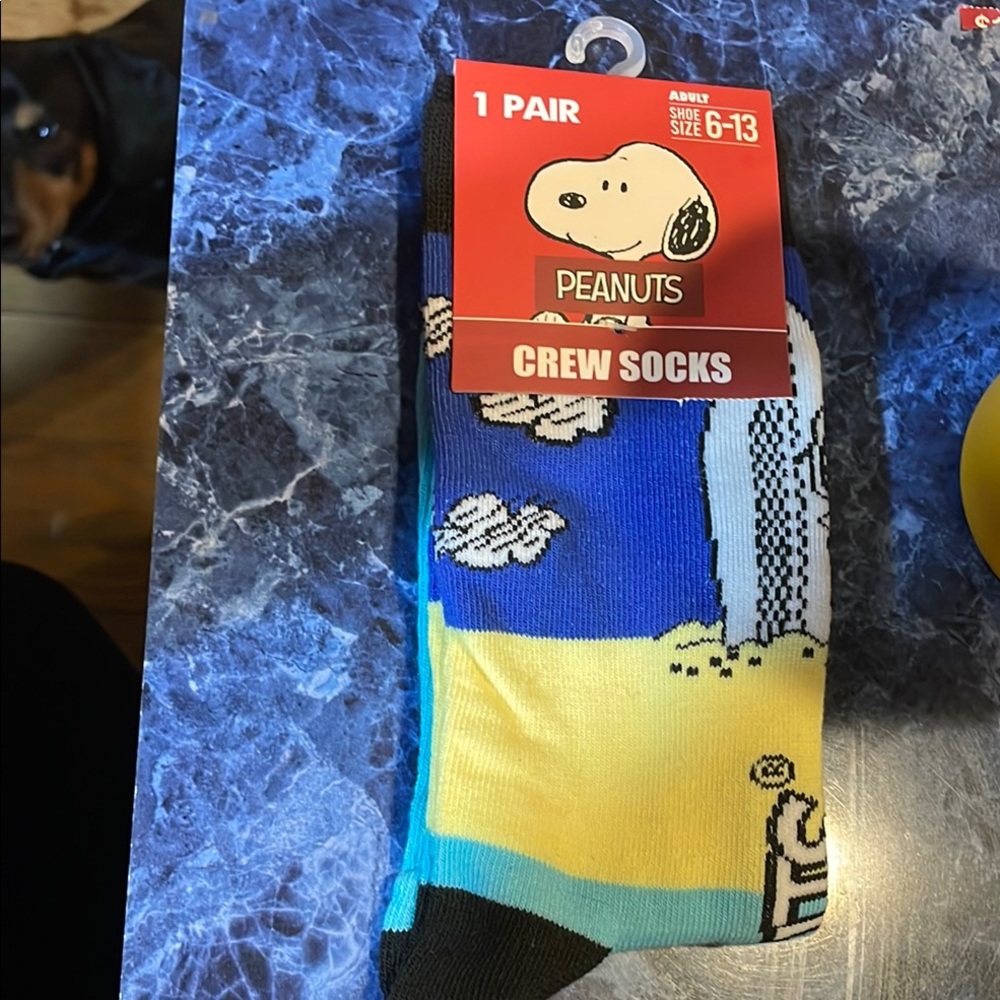 1 PAIR
ADULT
SHOE
SIZE 6-13
PEANUTS
CREW SOCKS
®